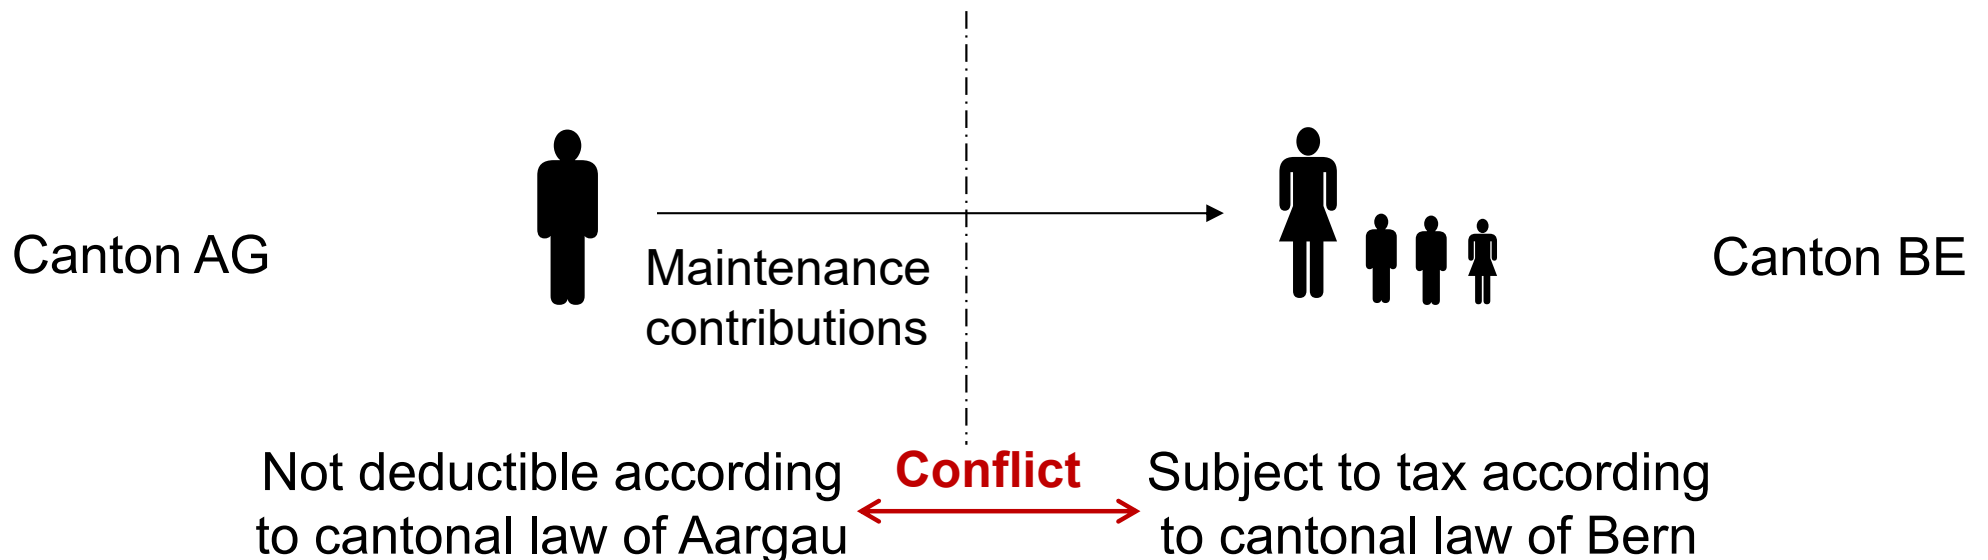 Canton AG
Maintenance
contributions
Canton BE
Not deductible according
to cantonal law of Aargau
Conflict
Subject to tax according
to cantonal law of Bern